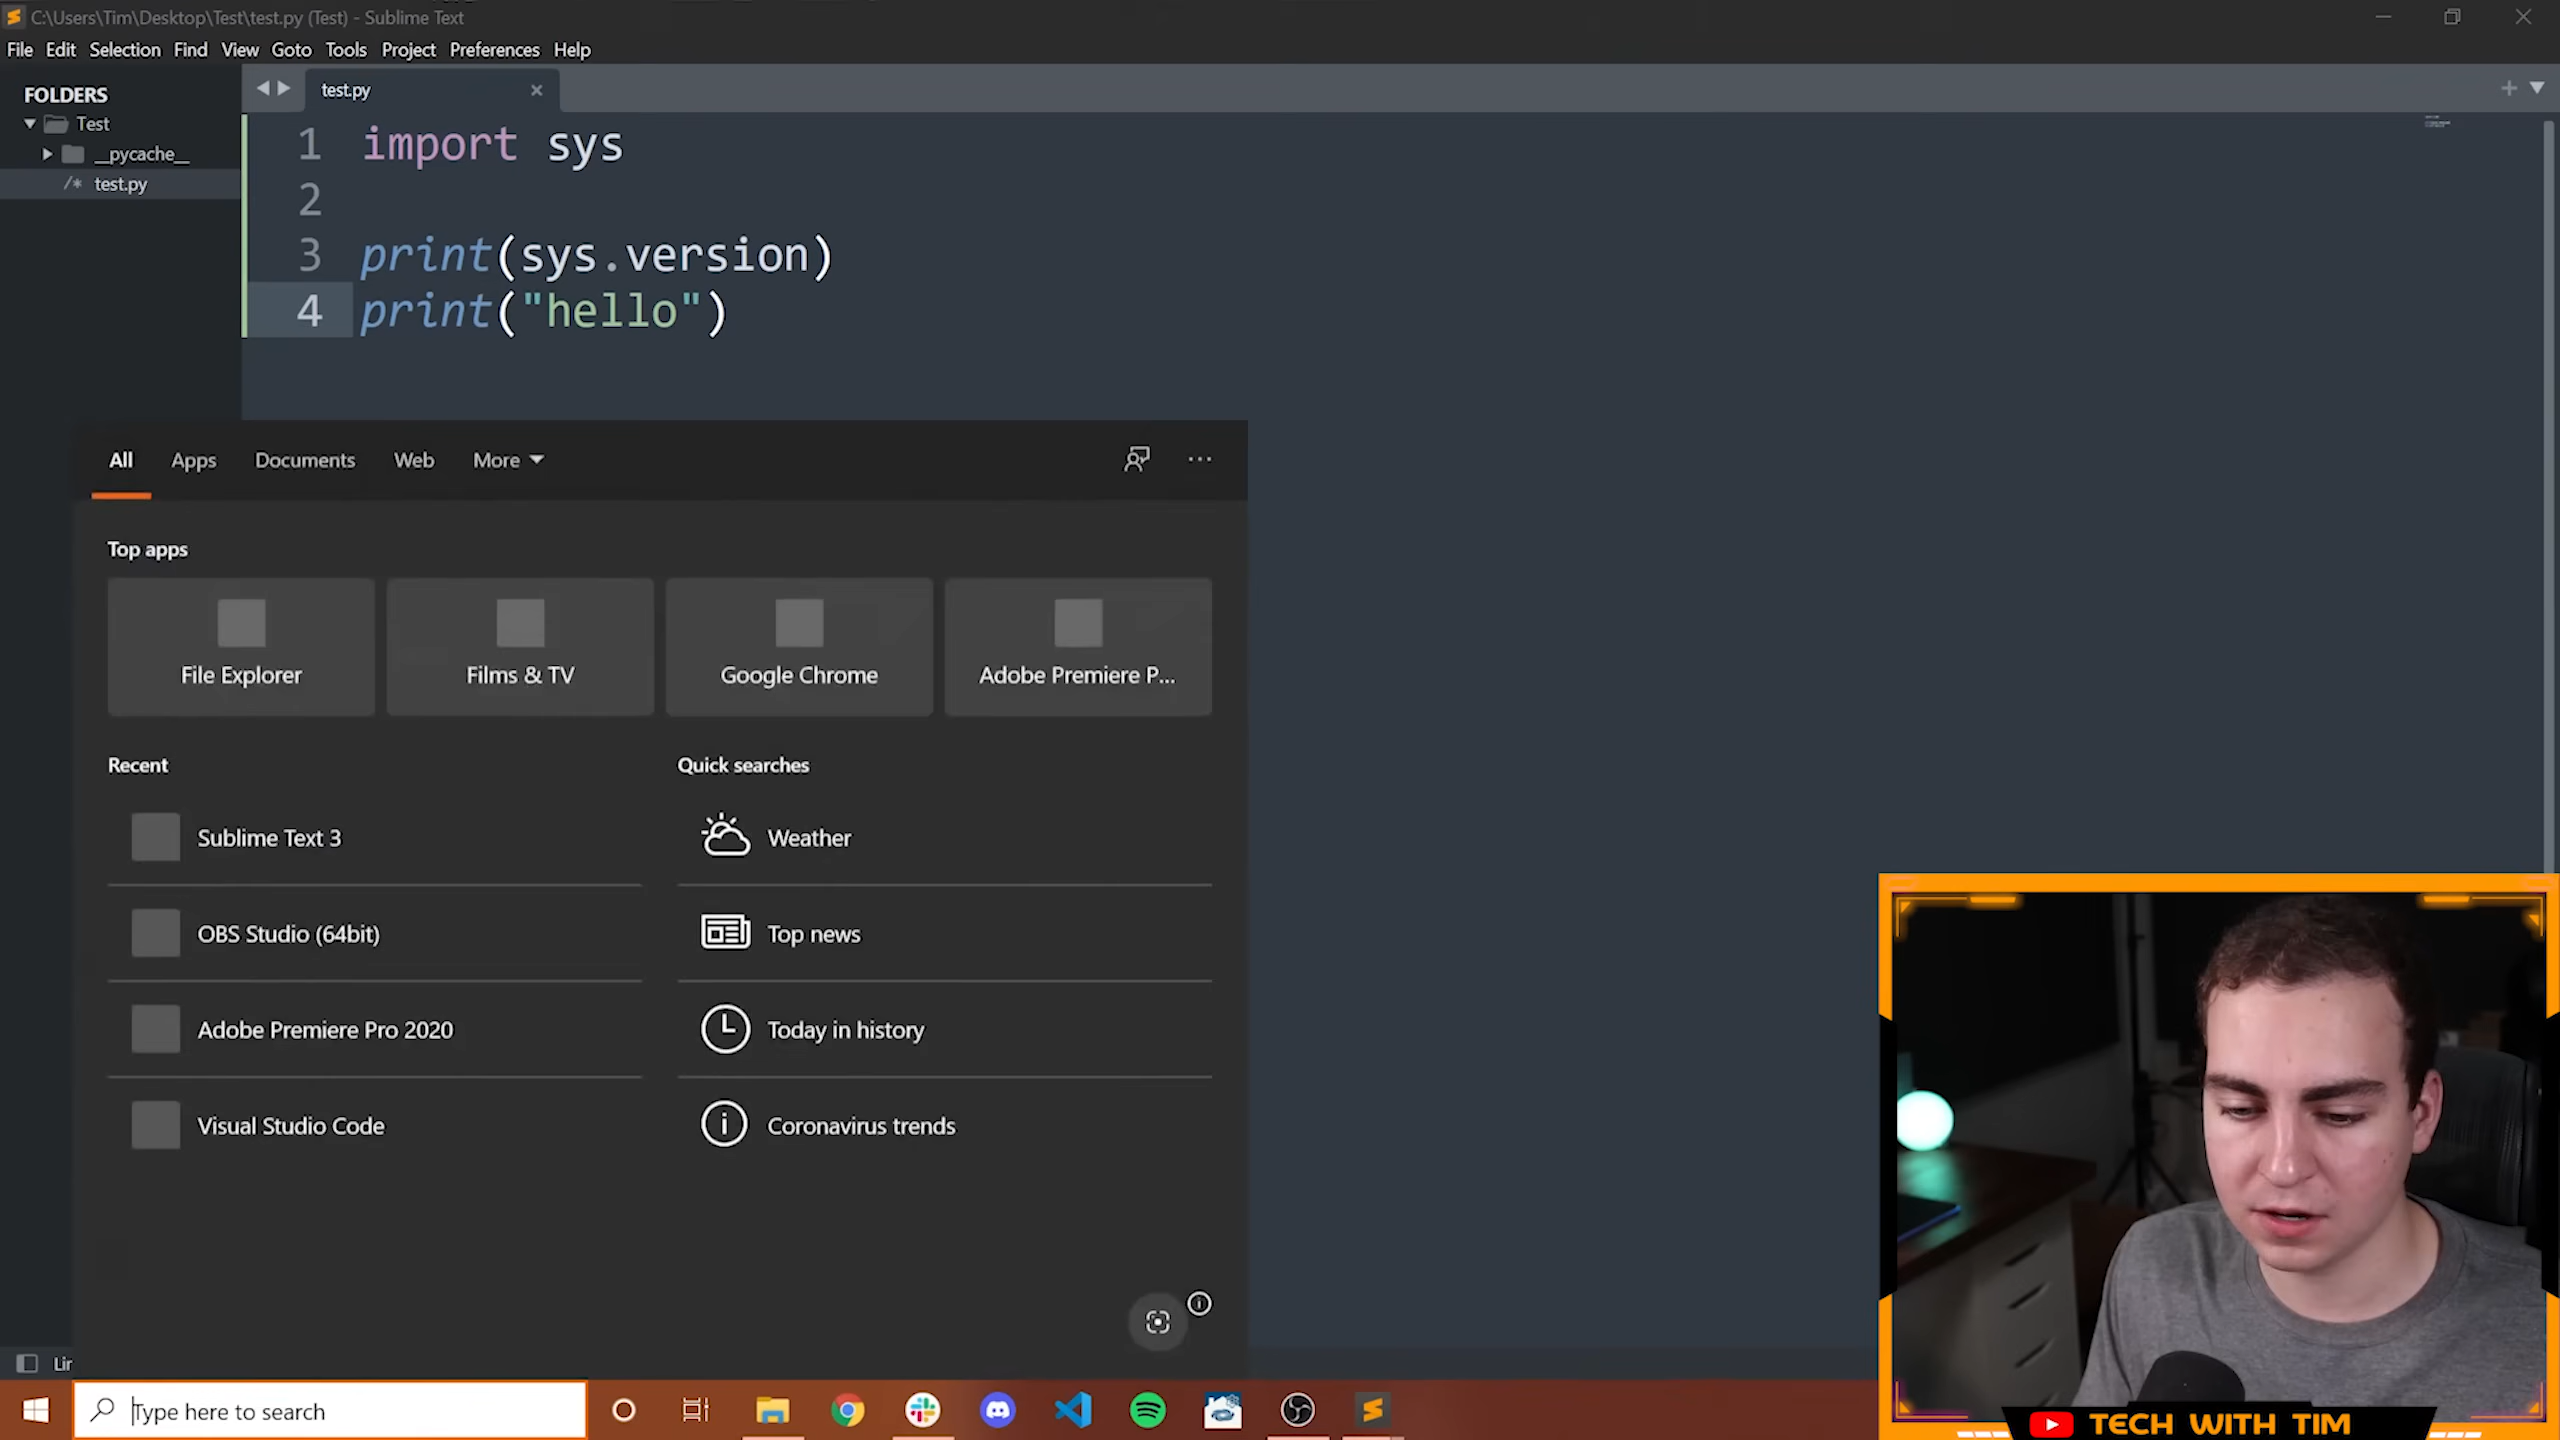 C:\Users\Tim\Desktop\Test\test.py (Test) - Sublime Text
File Edit Selection Find View Goto Tools Project Preferences Help
FOLDERS
Test
__pycache__
/* test.py
test.py
1 import sys
2
3 print(sys.version)
4 print("hello")
All Apps Documents Web More
Top apps
File Explorer Films & TV Google Chrome Adobe Premiere P...
Recent
Sublime Text 3
OBS Studio (64bit)
Adobe Premiere Pro 2020
Visual Studio Code
Quick searches
Weather
Top news
Today in history
Coronavirus trends
Lir
Type here to search
TECH WITH TIM